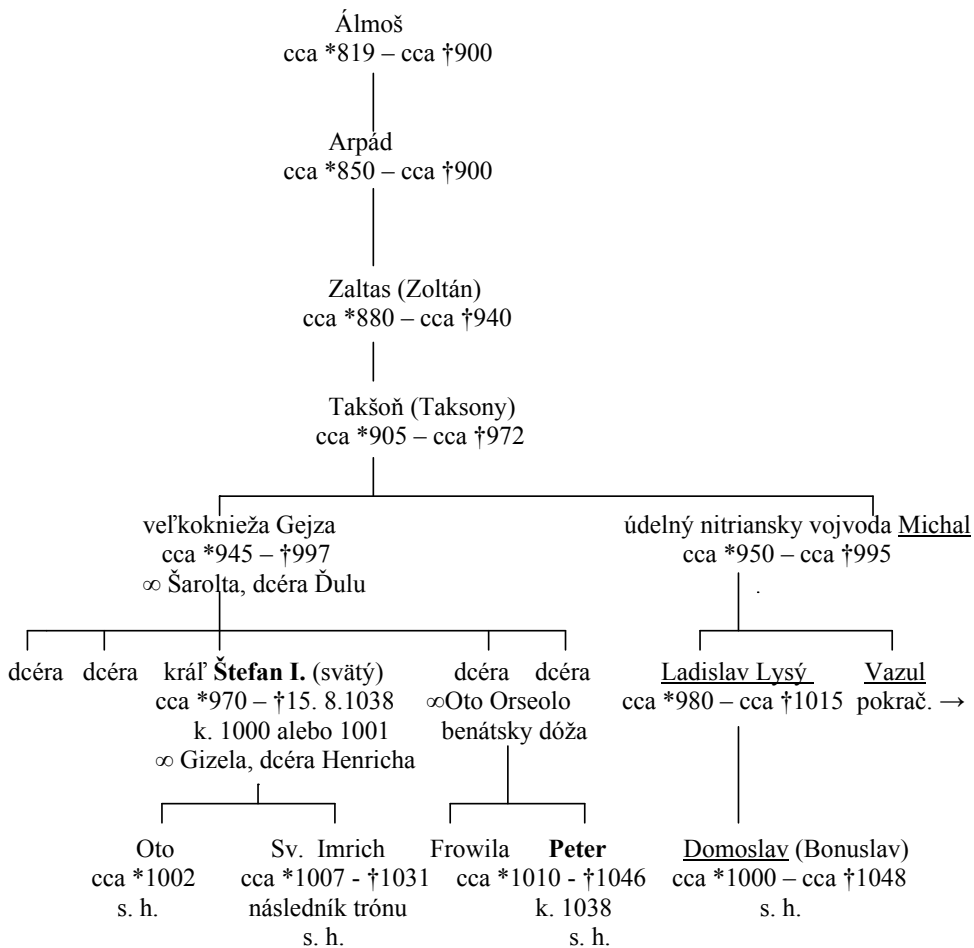 Álmoš
cca *819 – cca †900
Arpád
cca *850 – cca †900
Zaltas (Zoltán)
cca *880 – cca †940
Takšoň (Taksony)
cca *905 – cca †972
veľkoknieža Gejza
cca *945 – †997
∞ Šarolta, dcéra Ďulu
údelný nitriansky vojvoda Michal
cca *950 – cca †995
.
dcéra
dcéra
kráľ Štefan I. (svätý)
cca *970 – †15. 8.1038
k. 1000 alebo 1001
∞ Gizela, dcéra Henricha
dcéra
∞Oto Orseolo
benátsky dóža
dcéra
Ladislav Lysý
cca *980 – cca †1015
Vazul
pokrač. →
Oto
cca *1002
s. h.
Sv. Imrich
cca *1007 - †1031
následník trónu
s. h.
Frowila
Peter
cca *1010 - †1046
k. 1038
s. h.
Domoslav (Bonuslav)
cca *1000 – cca †1048
s. h.